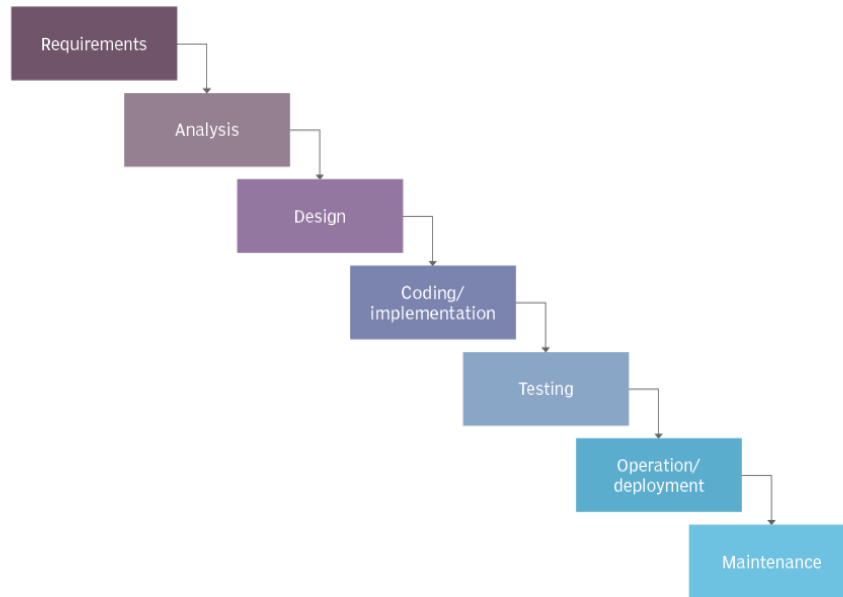 Requirements
Analysis
Design
Coding/
implementation
Testing
Operation/
deployment
Maintenance